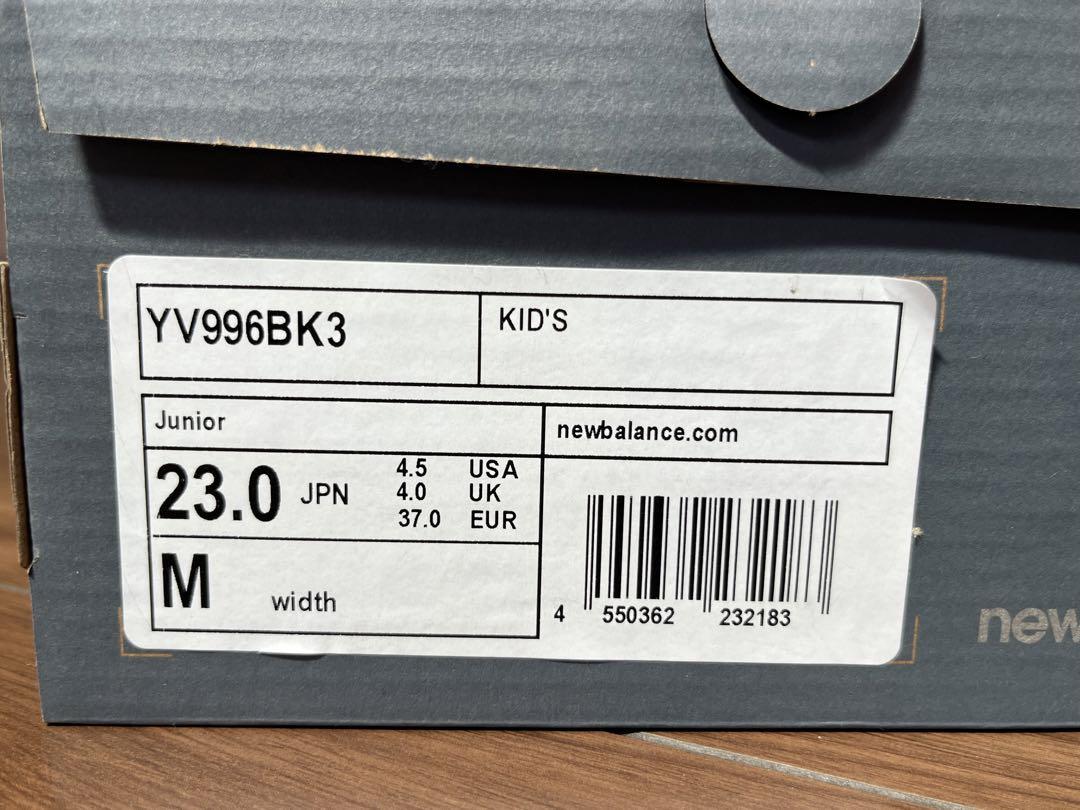 YV996BK3
KID'S
Junior
newbalance.com
23.0 JPN
4.5 USA
4.0 UK
37.0 EUR
M width
4 550362 232183
new